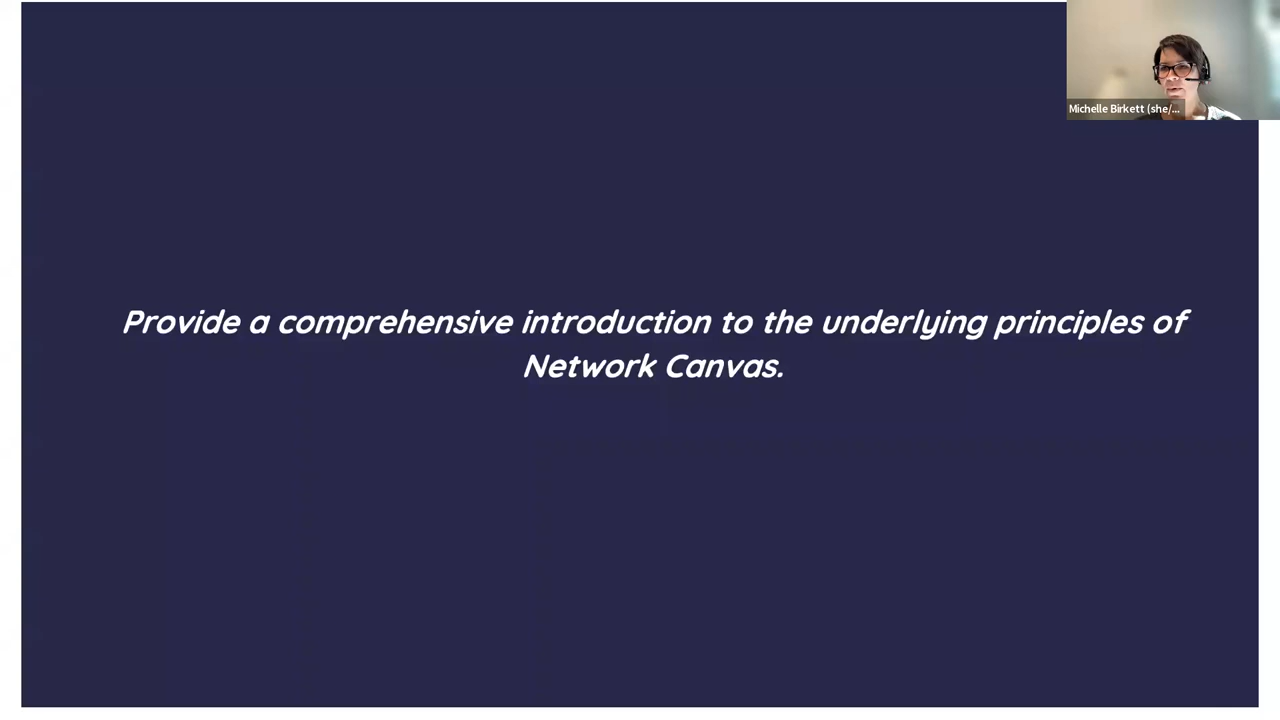 Michelle Birkett (she/...
Provide a comprehensive introduction to the underlying principles of
Network Canvas.